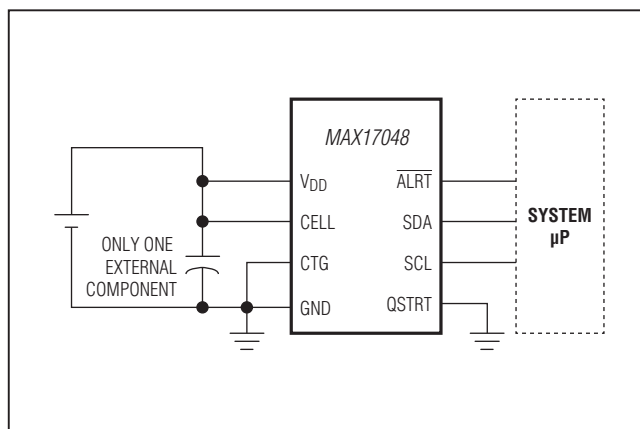 MAX17048
VDD
CELL
CTG
GND
ALRT
SDA
SCL
QSTRT
ONLY ONE
EXTERNAL
COMPONENT
SYSTEM
µP